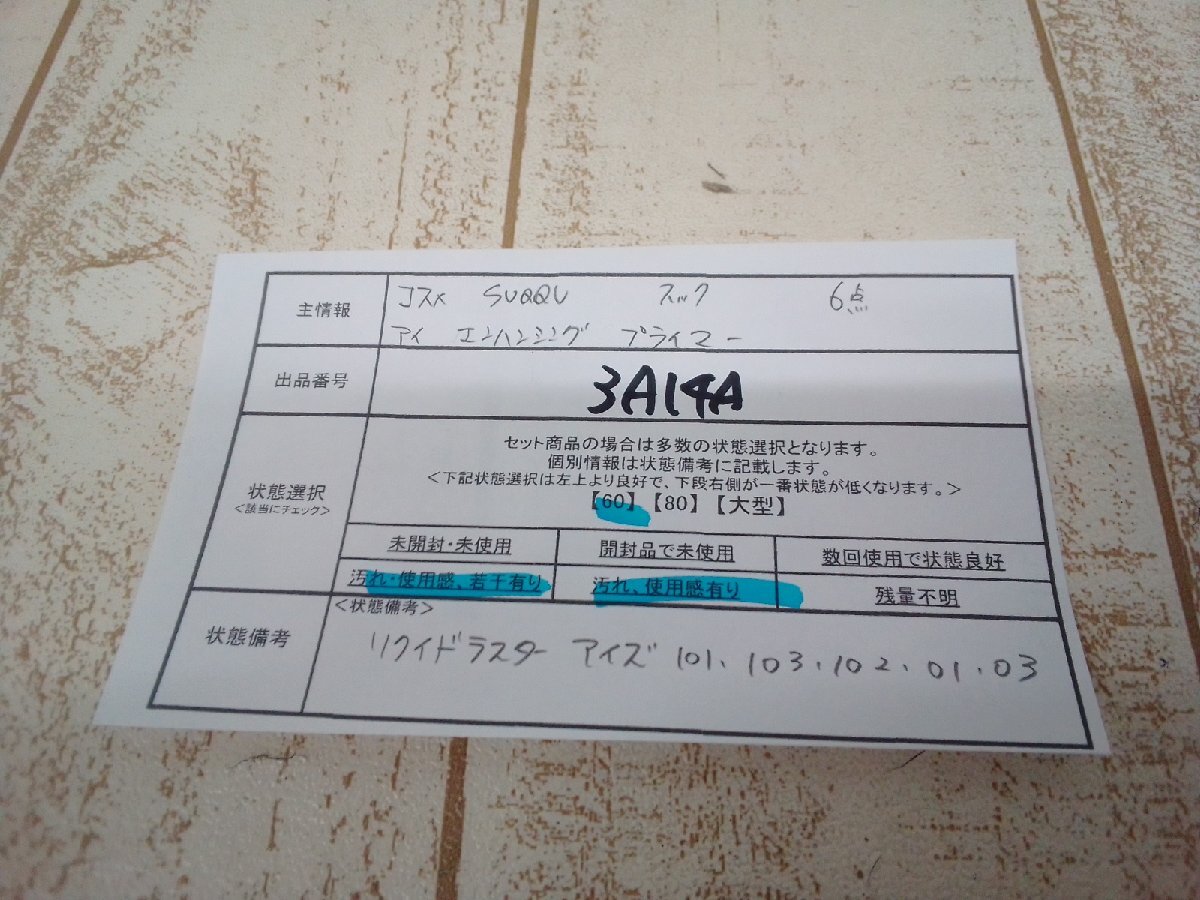 主情報
コスメ SUQQU スック 6点
アイ エンハンシング プライマー
出品番号
3A14A
状態選択
<該当にチェック>
セット商品の場合は多数の状態選択となります。
個別情報は状態備考に記載します。
<下記状態選択は左上より良好で、下段右側が一番状態が低くなります。>
【60】【80】【大型】
未開封・未使用 開封品で未使用 数回使用で状態良好
汚れ・使用感、若干有り 汚れ、使用感有り 残量不明
状態備考
<状態備考>
リクイドラスター アイズ 101、103、102、01、03